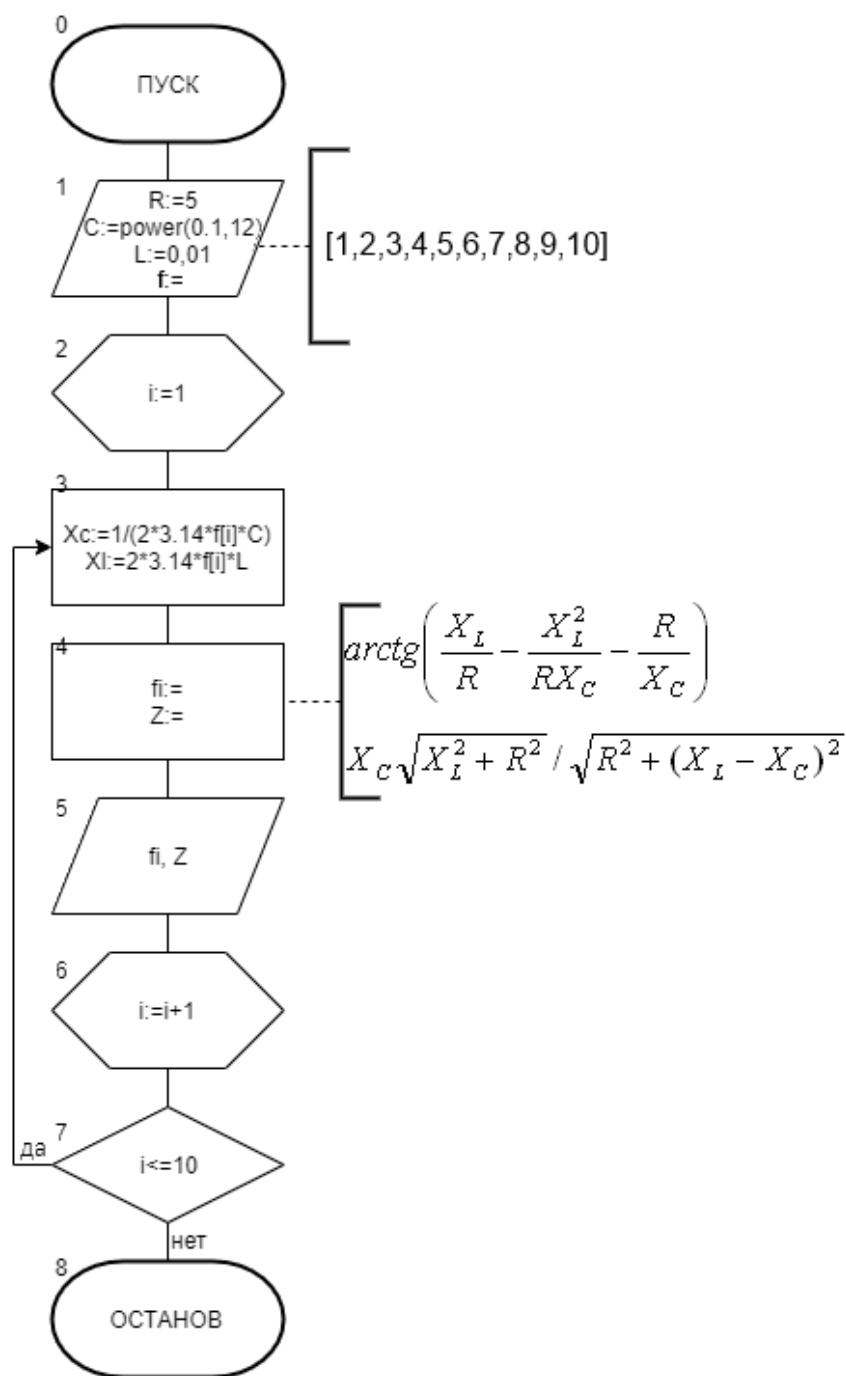 0
ПУСК
1
R:=5
C:=power(0.1,12)
L:=0,01
f:=
[1,2,3,4,5,6,7,8,9,10]
2
i:=1
3
Xc:=1/(2*3.14*f[i]*C)
Xl:=2*3.14*f[i]*L
4
fi:=
Z:=
arctg(X_L/R - X_L^2/RX_C - R/X_C)
X_C√(X_L^2 + R^2) / √(R^2 + (X_L - X_C)^2)
5
fi, Z
6
i:=i+1
7
да
i<=10
нет
8
ОСТАНОВ